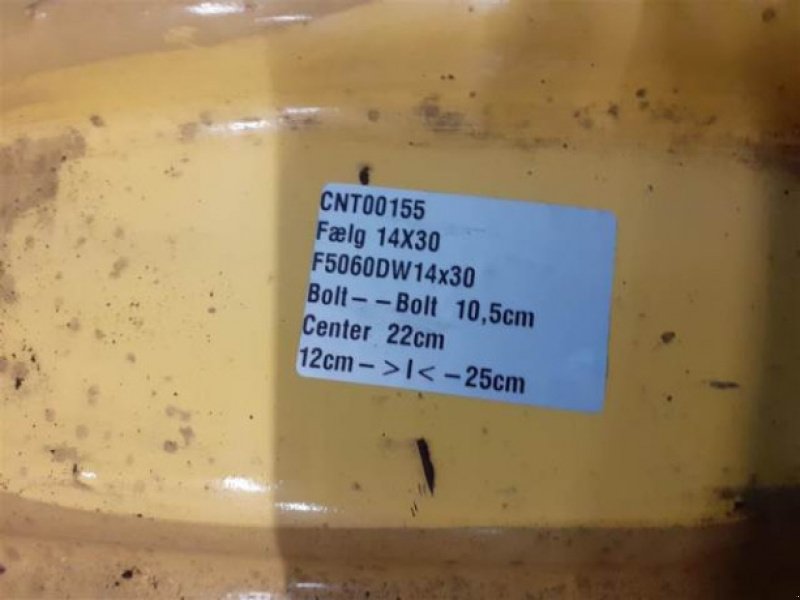 CNT00155
Fælg 14X30
F5060DW14x30
Bolt--Bolt 10,5cm
Center 22cm
12cm->I<-25cm